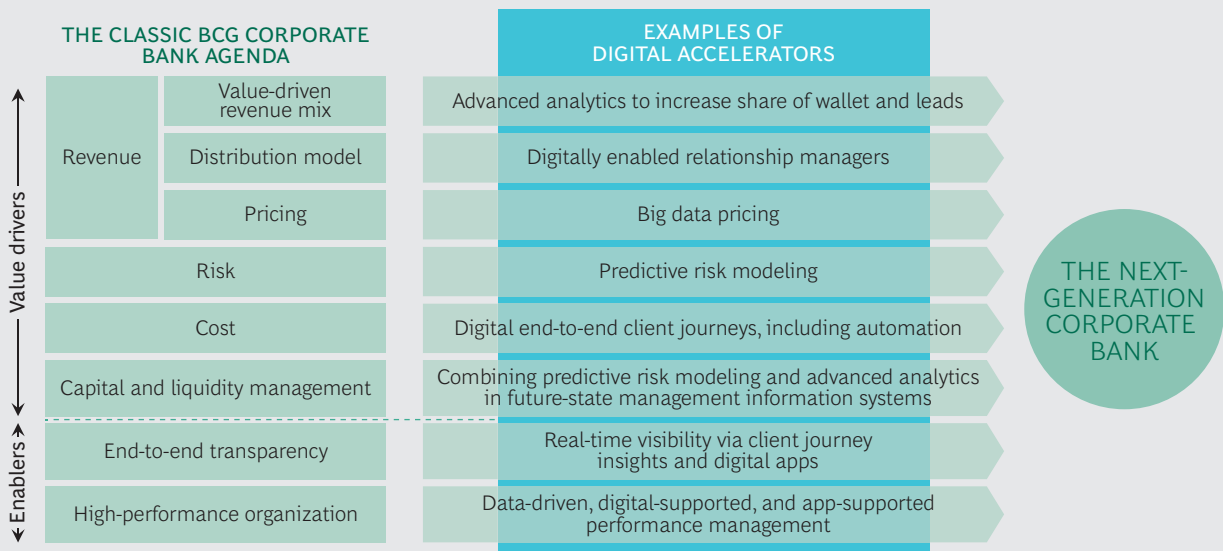 THE CLASSIC BCG CORPORATE
BANK AGENDA
EXAMPLES OF
DIGITAL ACCELERATORS
Value drivers
Revenue
Value-driven
revenue mix
Advanced analytics to increase share of wallet and leads
Distribution model
Digitally enabled relationship managers
Pricing
Big data pricing
Risk
Predictive risk modeling
Cost
Digital end-to-end client journeys, including automation
Capital and liquidity management
Combining predictive risk modeling and advanced analytics
in future-state management information systems
Enablers
End-to-end transparency
Real-time visibility via client journey
insights and digital apps
High-performance organization
Data-driven, digital-supported, and app-supported
performance management
THE NEXT-
GENERATION
CORPORATE
BANK